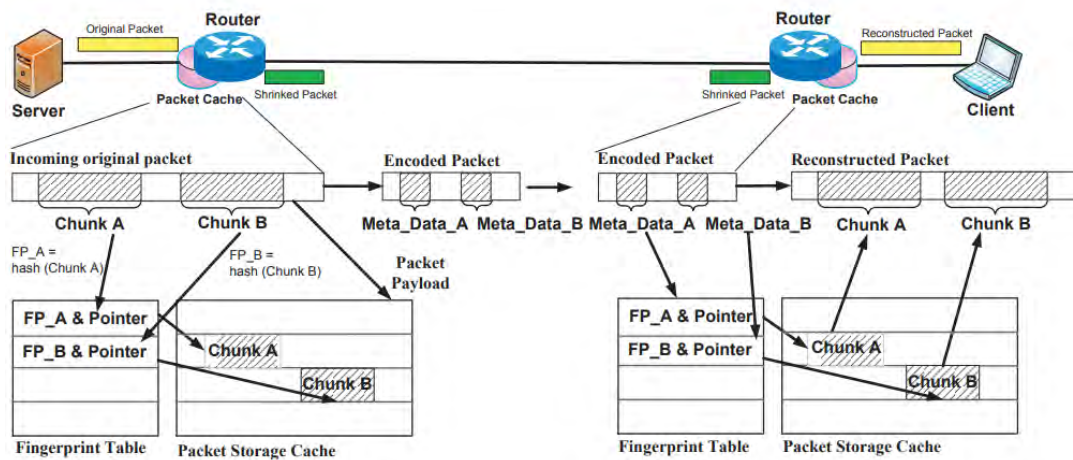 Original Packet
Router
Router
Reconstructed Packet
Server
Packet Cache
Shrinked Packet
Shrinked Packet
Packet Cache
Client
Incoming original packet
Encoded Packet
Encoded Packet
Reconstructed Packet
Chunk A
Chunk B
Meta_Data_A
Meta_Data_B
Meta_Data_A
Meta_Data_B
Chunk A
Chunk B
FP_A =
hash (Chunk A)
FP_B =
hash (Chunk B)
Packet
Payload
FP_A & Pointer
FP_B & Pointer
Chunk A
Chunk B
Fingerprint Table
Packet Storage Cache
FP_A & Pointer
FP_B & Pointer
Chunk A
Chunk B
Fingerprint Table
Packet Storage Cache